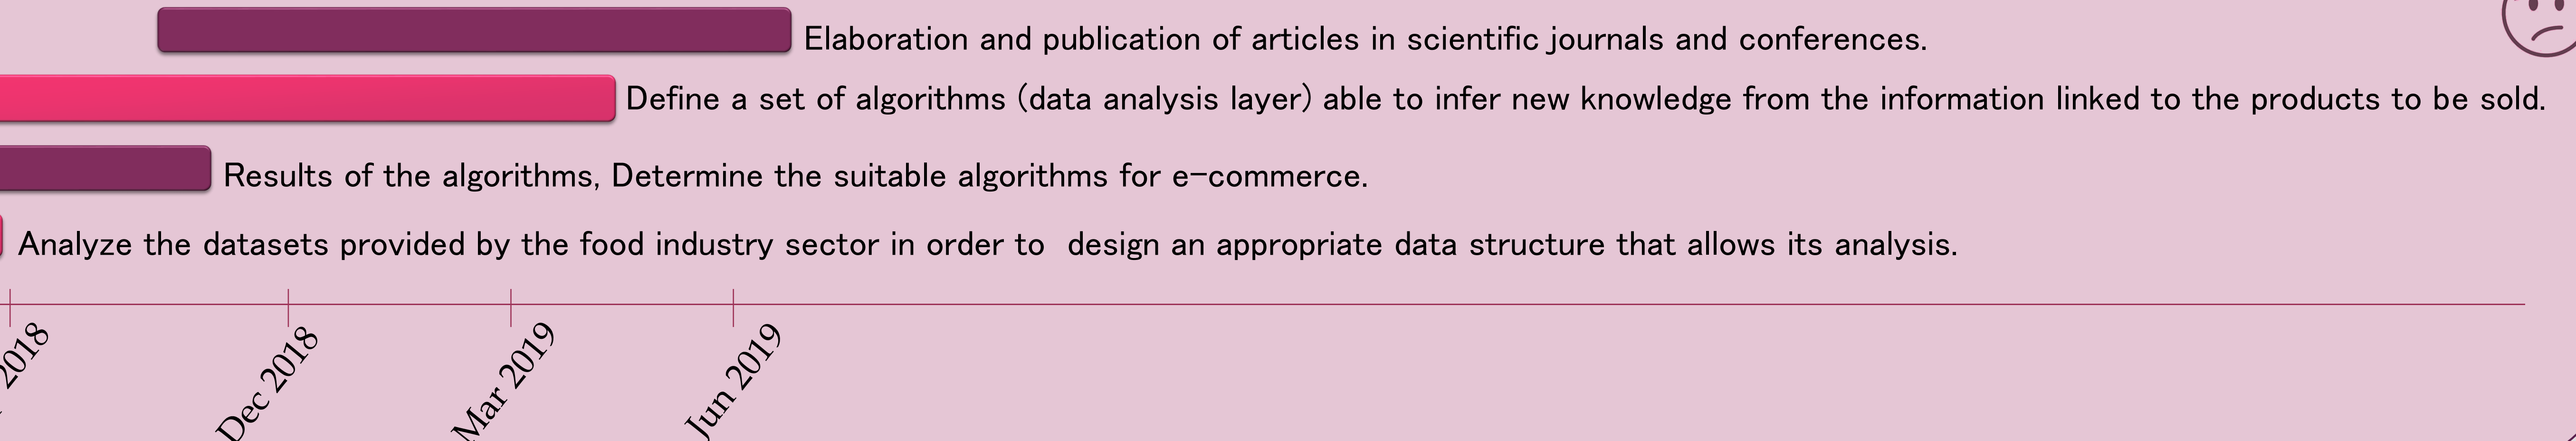 Elaboration and publication of articles in scientific journals and conferences.
Define a set of algorithms (data analysis layer) able to infer new knowledge from the information linked to the products to be sold.
Results of the algorithms, Determine the suitable algorithms for e-commerce.
Analyze the datasets provided by the food industry sector in order to  design an appropriate data structure that allows its analysis.
2018
Dec 2018
Mar 2019
Jun 2019